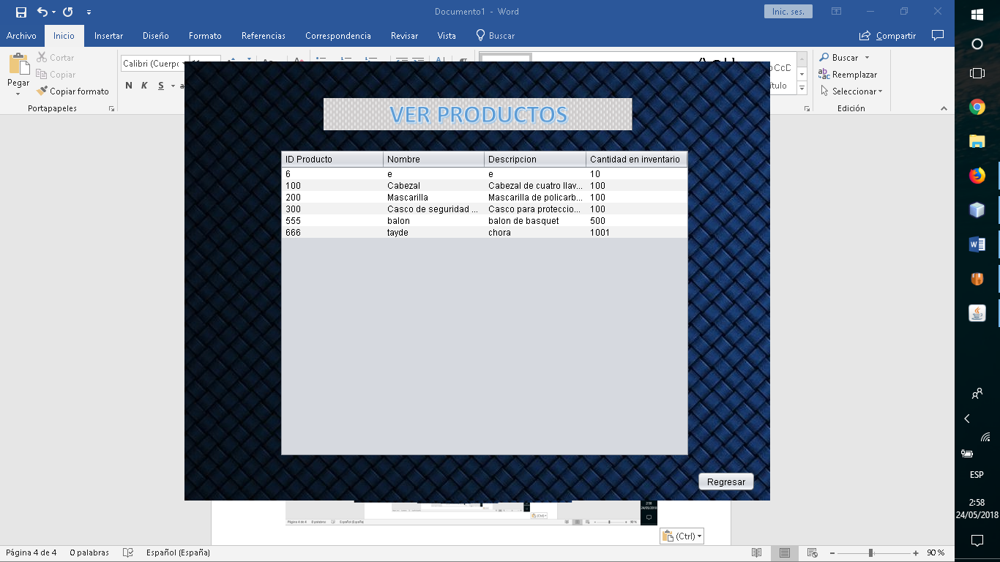 Documento1 - Word
Inic. ses.
Archivo Inicio Insertar Diseño Formato Referencias Correspondencia Revisar Vista Buscar Compartir
Pegar
Cortar
Copiar
Copiar formato
Portapapeles
Calibri (Cuerpo
N K S
Buscar
Reemplazar
Seleccionar
Edición
VER PRODUCTOS
ID Producto Nombre Descripcion Cantidad en inventario
6 e e 10
100 Cabezal Cabezal de cuatro llav... 100
200 Mascarilla Mascarilla de policarb... 100
300 Casco de seguridad ... Casco para proteccio... 100
555 balon balon de basquet 500
666 tayde chora 1001
Regresar
(Ctrl)
Página 4 de 4 0 palabras Español (España) 90 %
ESP
2:58
24/05/2018